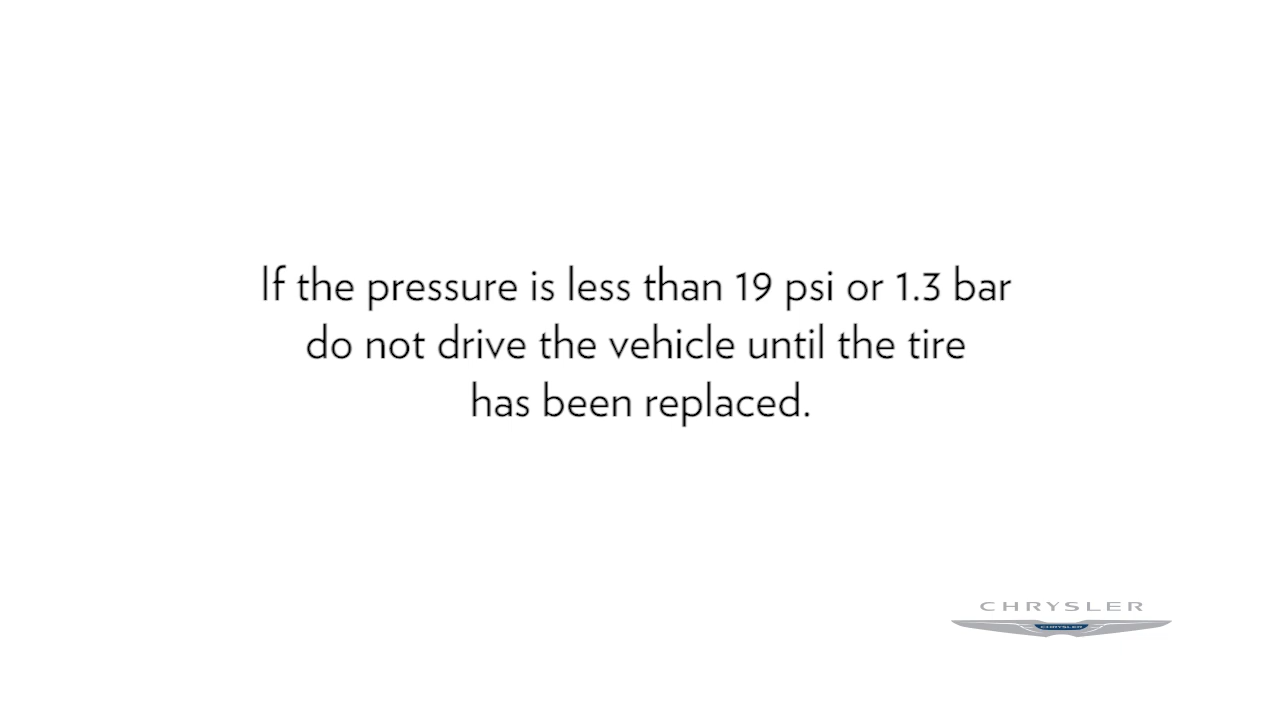 If the pressure is less than 19 psi or 1.3 bar
do not drive the vehicle until the tire
has been replaced.
CHRYSLER
CHRYSLER